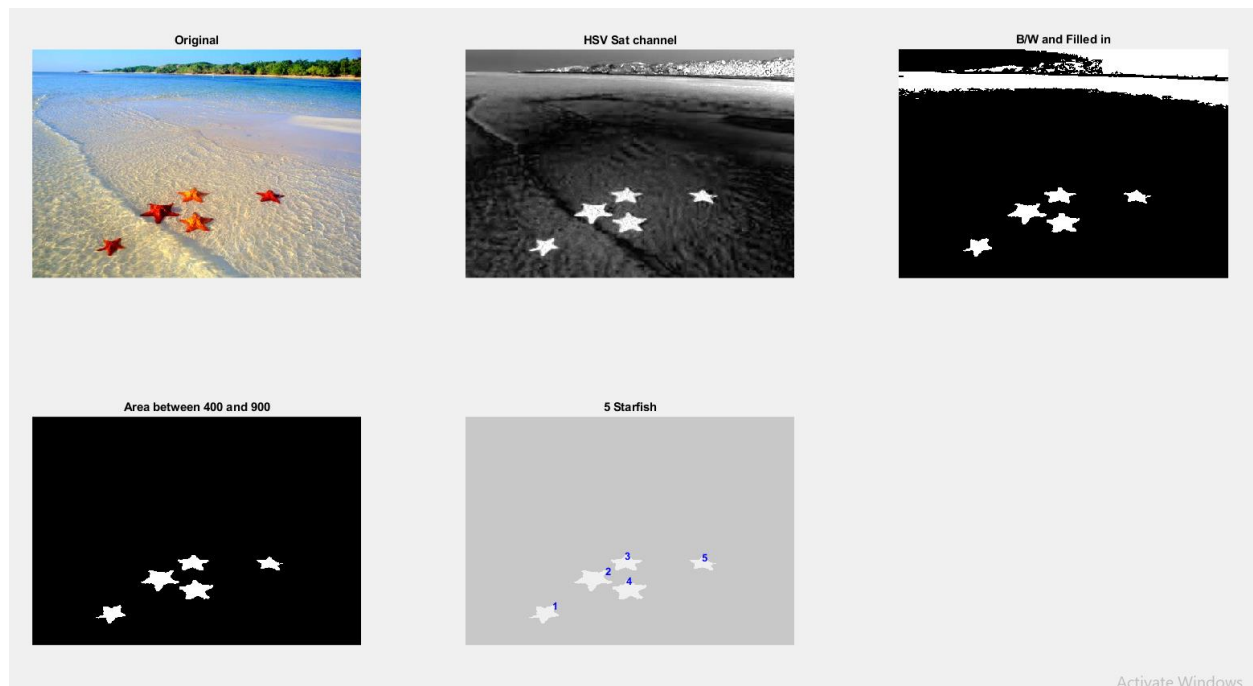 Original
HSV Sat channel
B/W and Filled in
Area between 400 and 900
5 Starfish
3
5
2
4
1
Activate Windows